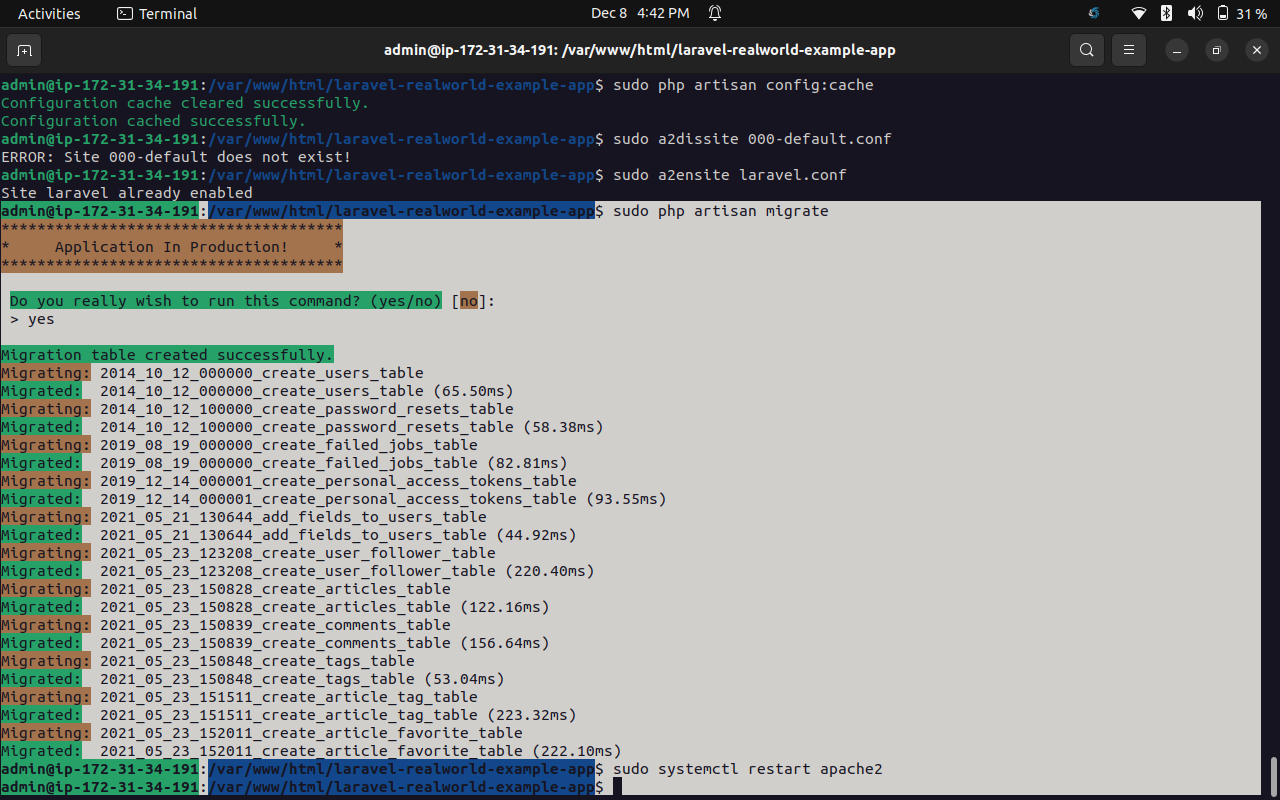 Activities Terminal Dec 8 4:42 PM 31 %
admin@ip-172-31-34-191: /var/www/html/laravel-realworld-example-app
admin@ip-172-31-34-191:/var/www/html/laravel-realworld-example-app$ sudo php artisan config:cache
Configuration cache cleared successfully.
Configuration cached successfully.
admin@ip-172-31-34-191:/var/www/html/laravel-realworld-example-app$ sudo a2dissite 000-default.conf
ERROR: Site 000-default does not exist!
admin@ip-172-31-34-191:/var/www/html/laravel-realworld-example-app$ sudo a2ensite laravel.conf
Site laravel already enabled
admin@ip-172-31-34-191:/var/www/html/laravel-realworld-example-app$ sudo php artisan migrate
**************************************
*     Application In Production!     *
**************************************
Do you really wish to run this command? (yes/no) [no]:
> yes
Migration table created successfully.
Migrating: 2014_10_12_000000_create_users_table
Migrated:  2014_10_12_000000_create_users_table (65.50ms)
Migrating: 2014_10_12_100000_create_password_resets_table
Migrated:  2014_10_12_100000_create_password_resets_table (58.38ms)
Migrating: 2019_08_19_000000_create_failed_jobs_table
Migrated:  2019_08_19_000000_create_failed_jobs_table (82.81ms)
Migrating: 2019_12_14_000001_create_personal_access_tokens_table
Migrated:  2019_12_14_000001_create_personal_access_tokens_table (93.55ms)
Migrating: 2021_05_21_130644_add_fields_to_users_table
Migrated:  2021_05_21_130644_add_fields_to_users_table (44.92ms)
Migrating: 2021_05_23_123208_create_user_follower_table
Migrated:  2021_05_23_123208_create_user_follower_table (220.40ms)
Migrating: 2021_05_23_150828_create_articles_table
Migrated:  2021_05_23_150828_create_articles_table (122.16ms)
Migrating: 2021_05_23_150839_create_comments_table
Migrated:  2021_05_23_150839_create_comments_table (156.64ms)
Migrating: 2021_05_23_150848_create_tags_table
Migrated:  2021_05_23_150848_create_tags_table (53.04ms)
Migrating: 2021_05_23_151511_create_article_tag_table
Migrated:  2021_05_23_151511_create_article_tag_table (223.32ms)
Migrating: 2021_05_23_152011_create_article_favorite_table
Migrated:  2021_05_23_152011_create_article_favorite_table (222.10ms)
admin@ip-172-31-34-191:/var/www/html/laravel-realworld-example-app$ sudo systemctl restart apache2
admin@ip-172-31-34-191:/var/www/html/laravel-realworld-example-app$